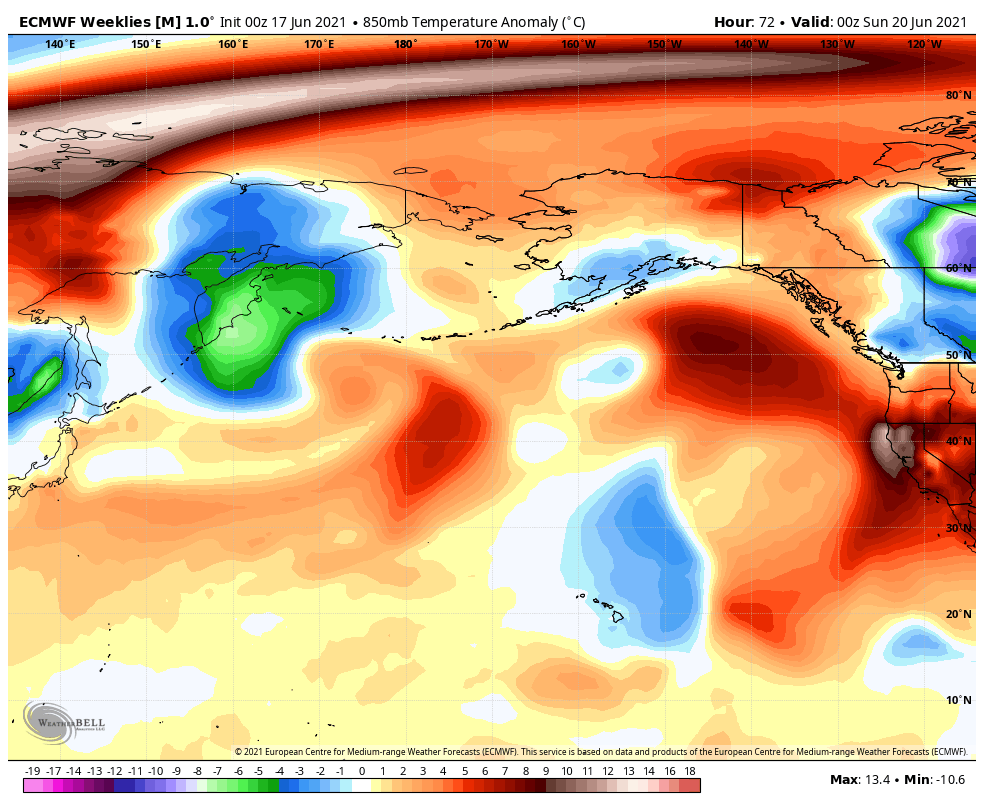 ECMWF Weeklies [M] 1.0° Init 00z 17 Jun 2021 • 850mb Temperature Anomaly (°C)
Hour: 72 • Valid: 00z Sun 20 Jun 2021
140°E 150°E 160°E 170°E 180° 170°W 160°W 150°W 140°W 130°W 120°W
80°N
70°N
60°N
50°N
40°N
30°N
20°N
10°N
WEATHERBELL
Analytics LLC
© 2021 European Centre for Medium-range Weather Forecasts (ECMWF). This service is based on data and products of the European Centre for Medium-range Weather Forecasts (ECMWF).
-19 -17 -14 -13 -12 -11 -10 -9 -8 -7 -6 -5 -4 -3 -2 -1 0 1 2 3 4 5 6 7 8 9 10 11 12 13 14 16 18
Max: 13.4 • Min: -10.6